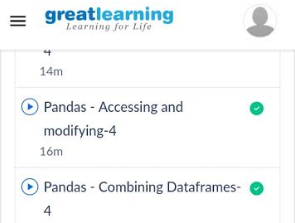 greatlearning
Learning for Life
4
14m
Pandas - Accessing and
modifying-4
16m
Pandas - Combining Dataframes-
4